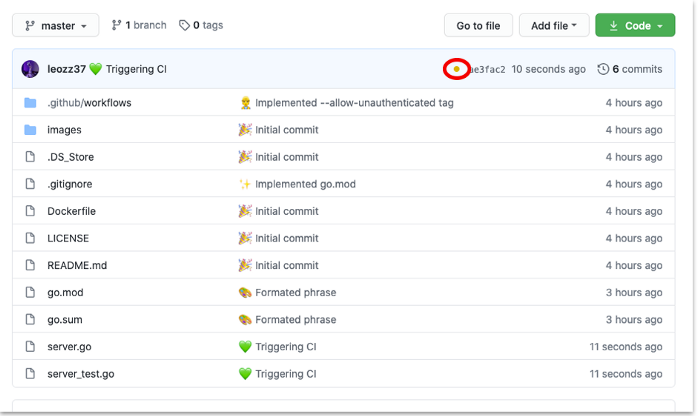 master 1 branch 0 tags Go to file Add file Code
leozz37 Triggering CI ae3fac2 10 seconds ago 6 commits
.github/workflows Implemented --allow-unauthenticated tag 4 hours ago
images Initial commit 4 hours ago
.DS_Store Initial commit 4 hours ago
.gitignore Implemented go.mod 4 hours ago
Dockerfile Initial commit 4 hours ago
LICENSE Initial commit 4 hours ago
README.md Initial commit 4 hours ago
go.mod Formated phrase 3 hours ago
go.sum Formated phrase 3 hours ago
server.go Triggering CI 11 seconds ago
server_test.go Triggering CI 11 seconds ago